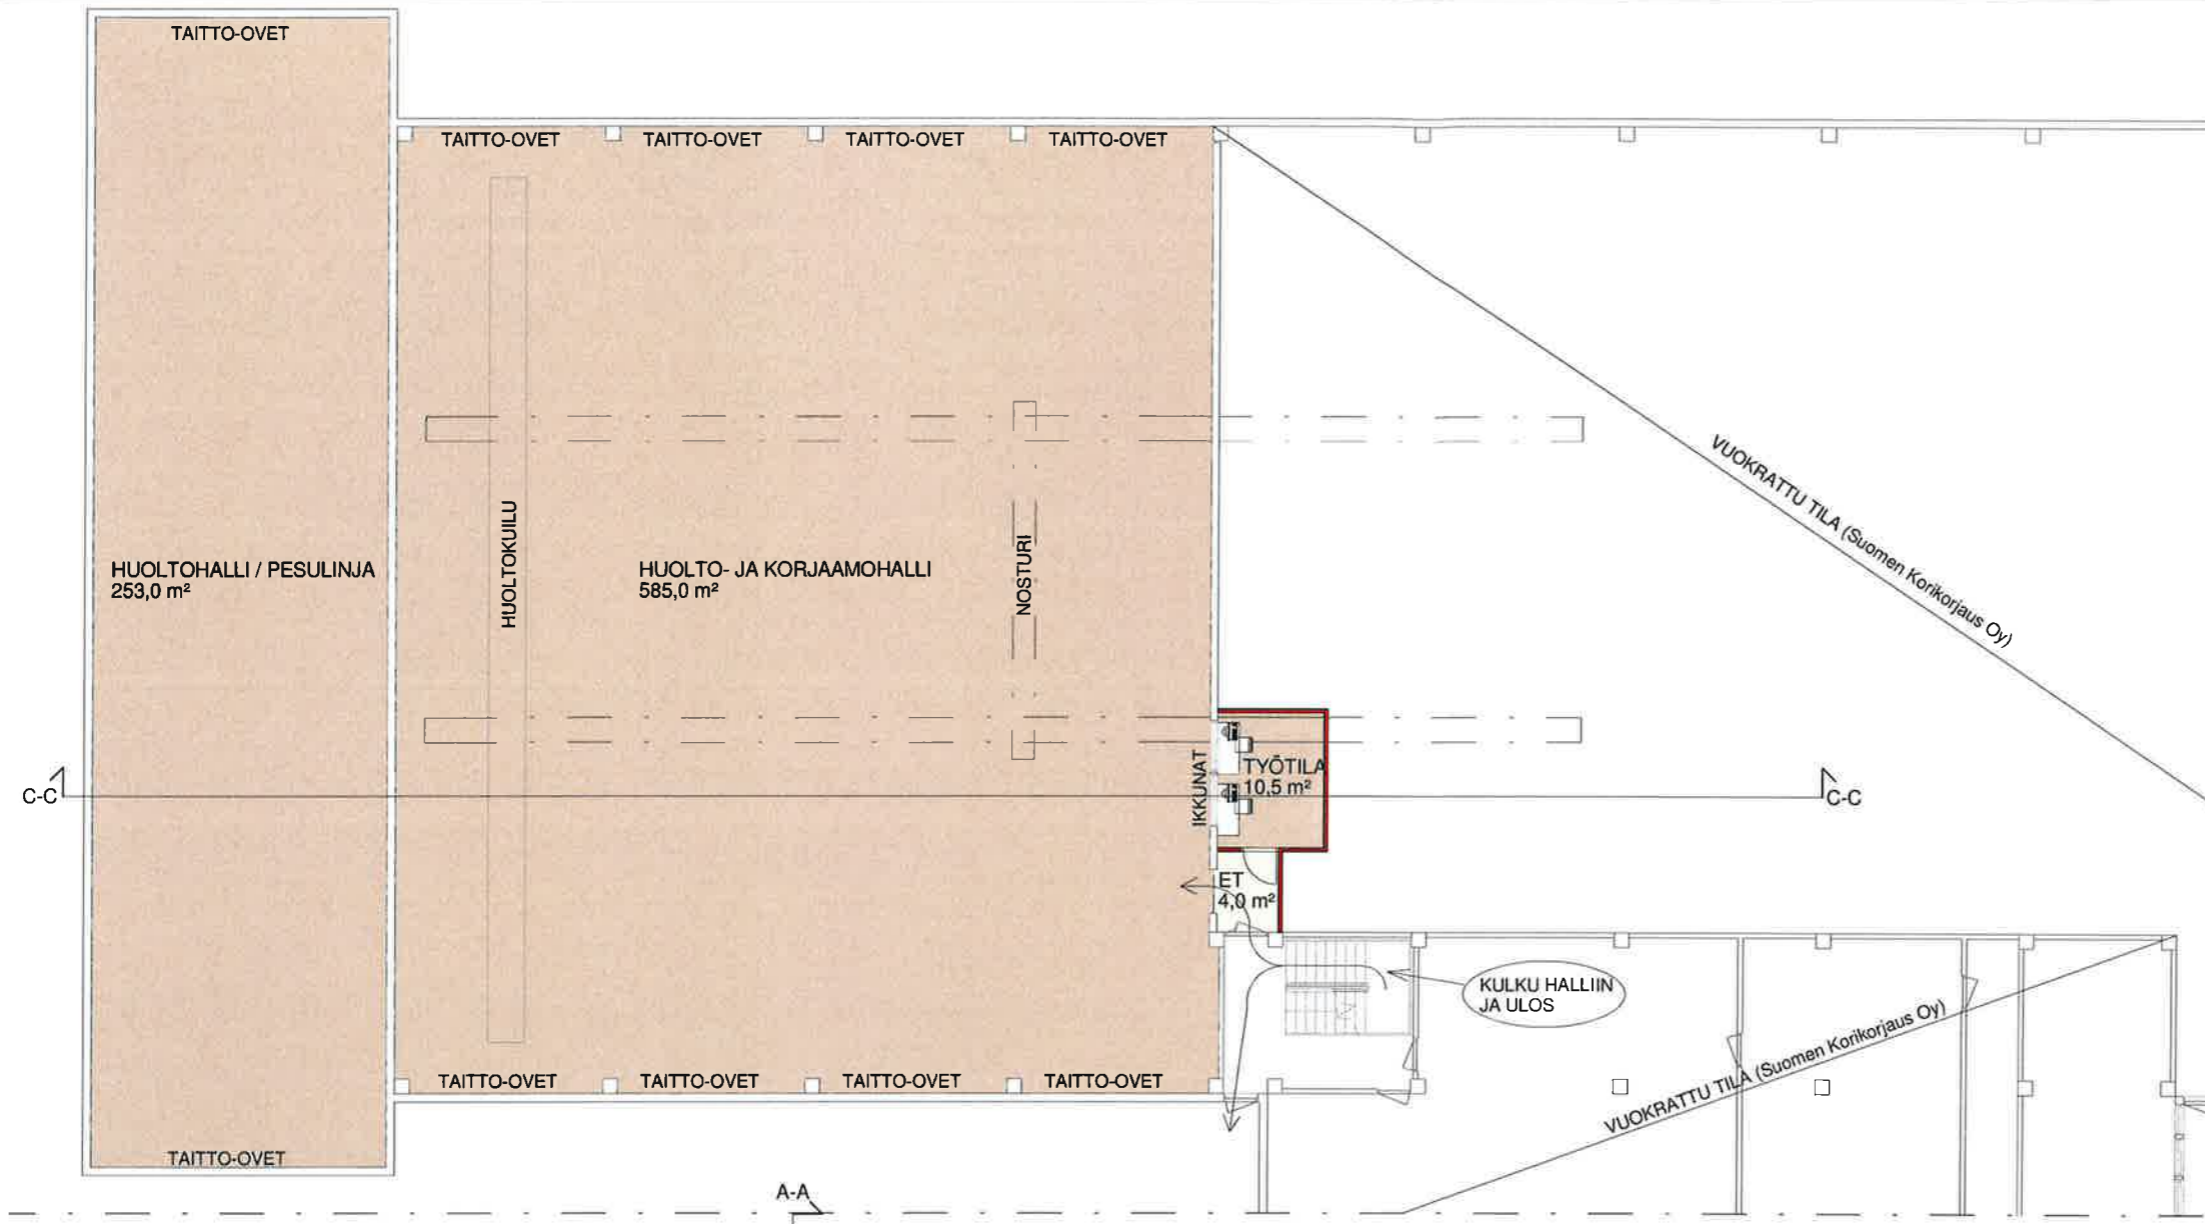 TAITTO-OVET
TAITTO-OVET
TAITTO-OVET
TAITTO-OVET
TAITTO-OVET
VUOKRATTU TILA (Suomen Korikorjaus Oy)
HUOLTOHALLI / PESULINJA
253,0 m²
HUOLTOKUILU
HUOLTO- JA KORJAAMOHALLI
585,0 m²
NOSTURI
IKKUNAT
TYÖTILA
10,5 m²
C-C
C-C
ET
4,0 m²
KULKU HALLIIN
JA ULOS
VUOKRATTU TILA (Suomen Korikorjaus Oy)
TAITTO-OVET
TAITTO-OVET
TAITTO-OVET
TAITTO-OVET
TAITTO-OVET
A-A